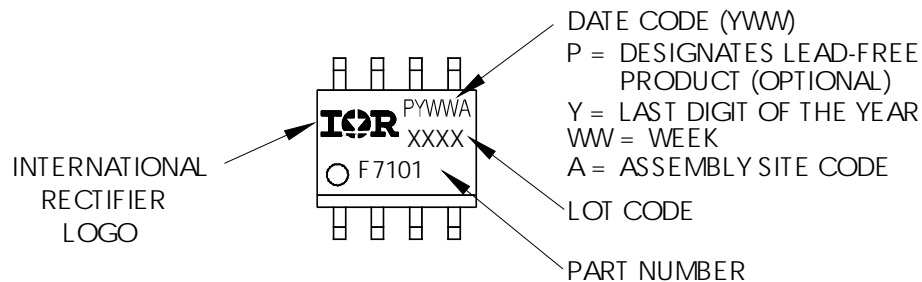 DATE CODE (YWW)
P = DESIGNATES LEAD-FREE
PRODUCT (OPTIONAL)
Y = LAST DIGIT OF THE YEAR
WW = WEEK
A = ASSEMBLY SITE CODE
LOT CODE
PART NUMBER
INTERNATIONAL
RECTIFIER
LOGO
IOR
PYWWA
XXXX
F7101